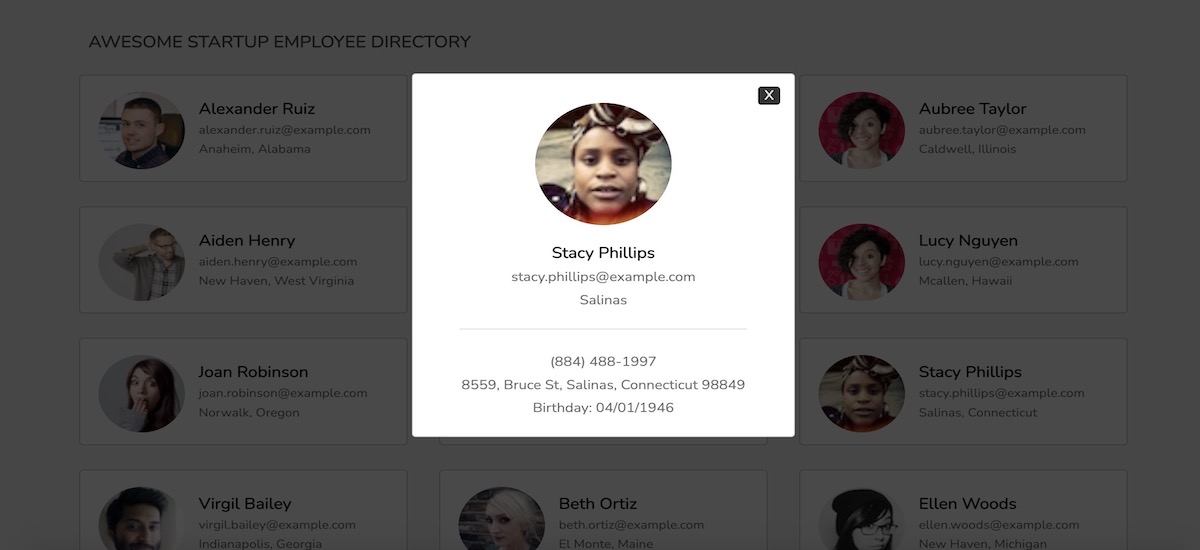 AWESOME STARTUP EMPLOYEE DIRECTORY
Alexander Ruiz
alexander.ruiz@example.com
Anaheim, Alabama
X
Stacy Phillips
stacy.phillips@example.com
Salinas
(884) 488-1997
8559, Bruce St, Salinas, Connecticut 98849
Birthday: 04/01/1946
Aubree Taylor
aubree.taylor@example.com
Caldwell, Illinois
Aiden Henry
aiden.henry@example.com
New Haven, West Virginia
Lucy Nguyen
lucy.nguyen@example.com
Mcallen, Hawaii
Joan Robinson
joan.robinson@example.com
Norwalk, Oregon
Stacy Phillips
stacy.phillips@example.com
Salinas, Connecticut
Virgil Bailey
virgil.bailey@example.com
Indianapolis, Georgia
Beth Ortiz
beth.ortiz@example.com
El Monte, Maine
Ellen Woods
ellen.woods@example.com
New Haven, Michigan